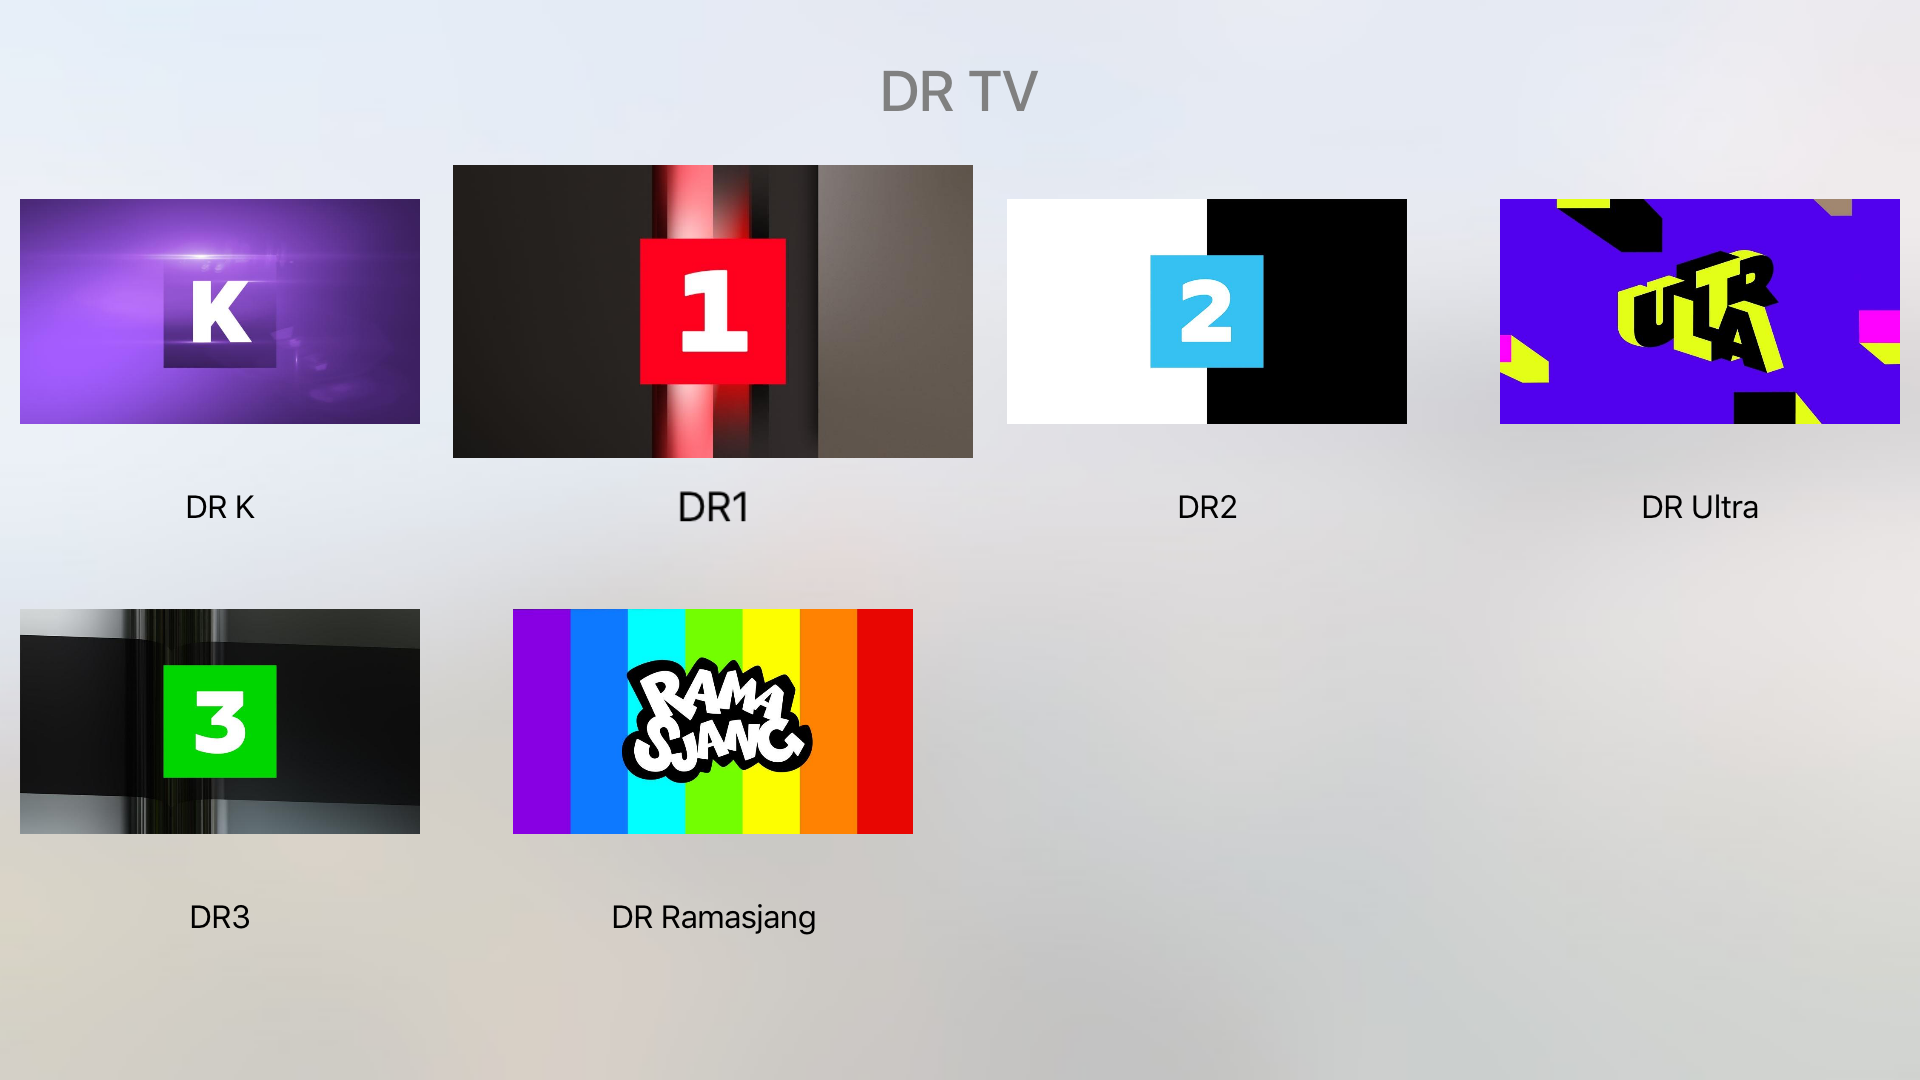 DR TV
K
1
2
ULTRA
DR K
DR1
DR2
DR Ultra
3
RAMA
SJANG
DR3
DR Ramasjang